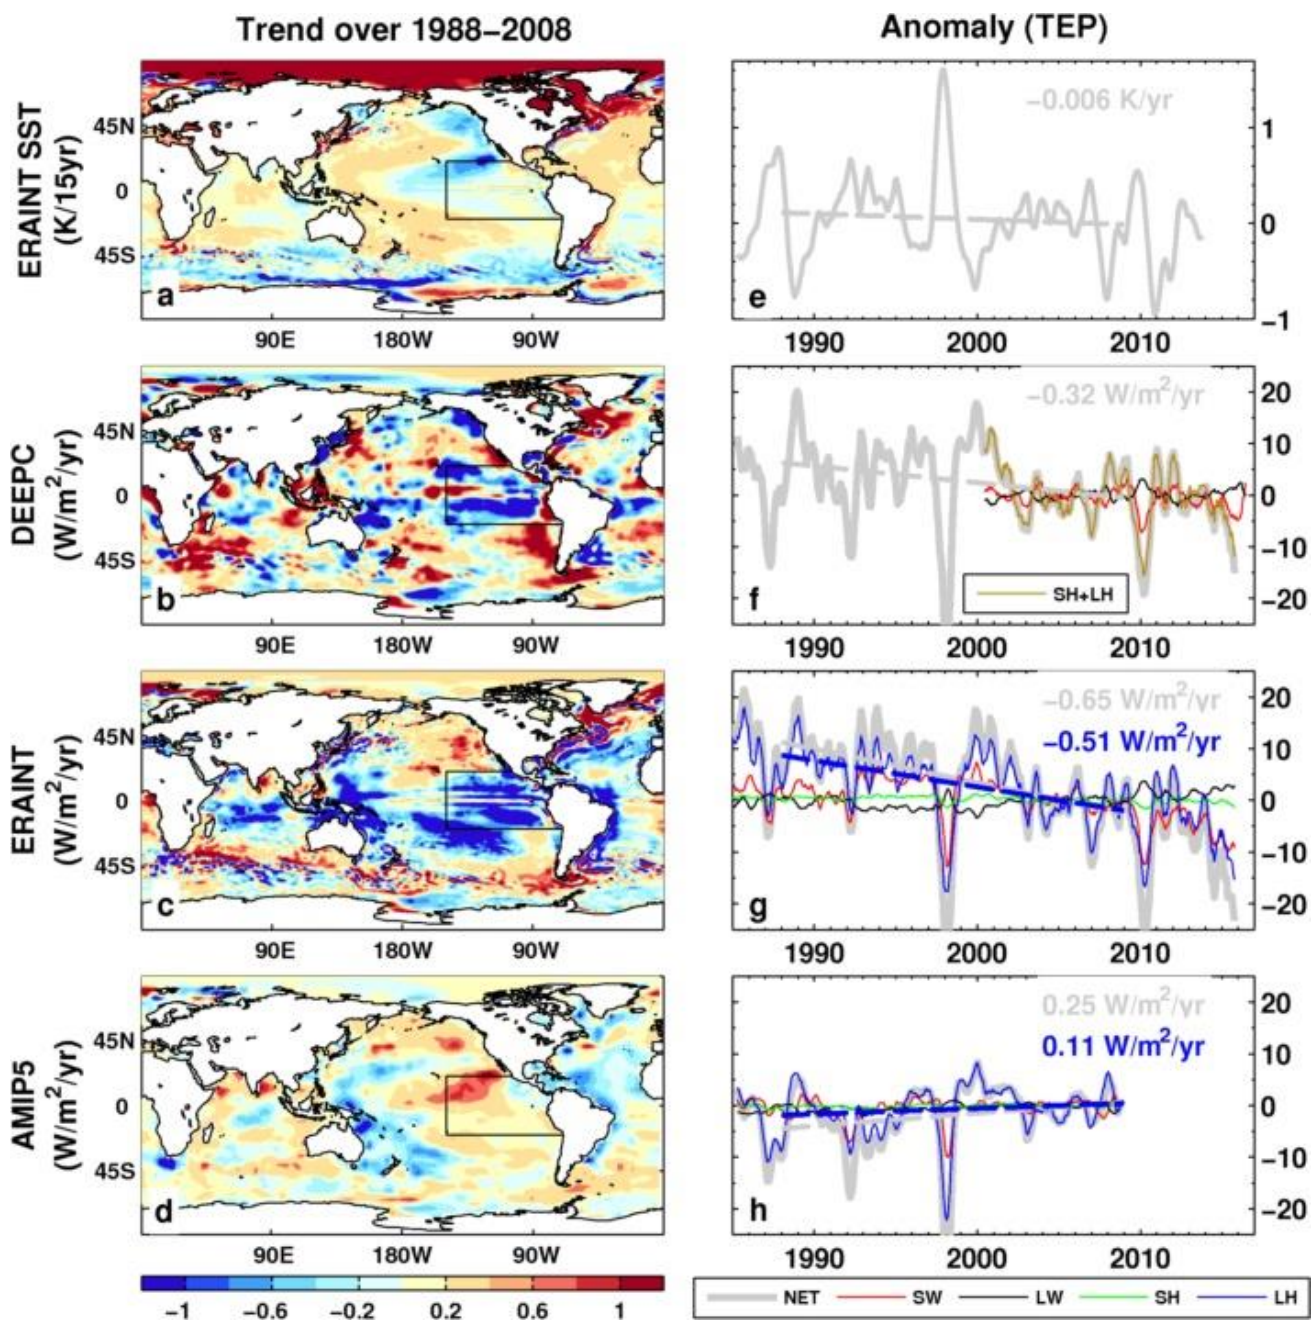 Trend over 1988−2008
Anomaly (TEP)
ERAINT SST
(K/15yr)
45N
0
45S
a
90E 180W 90W
−0.006 K/yr
1
0
−1
e
1990 2000 2010
DEEPC
(W/m²/yr)
45N
0
45S
b
90E 180W 90W
−0.32 W/m²/yr
20
10
0
−10
−20
f
SH+LH
1990 2000 2010
ERAINT
(W/m²/yr)
45N
0
45S
c
90E 180W 90W
−0.65 W/m²/yr
−0.51 W/m²/yr
20
10
0
−10
−20
g
1990 2000 2010
AMIP5
(W/m²/yr)
45N
0
45S
d
90E 180W 90W
0.25 W/m²/yr
0.11 W/m²/yr
20
10
0
−10
−20
h
1990 2000 2010
−1 −0.6 −0.2 0.2 0.6 1
NET SW LW SH LH